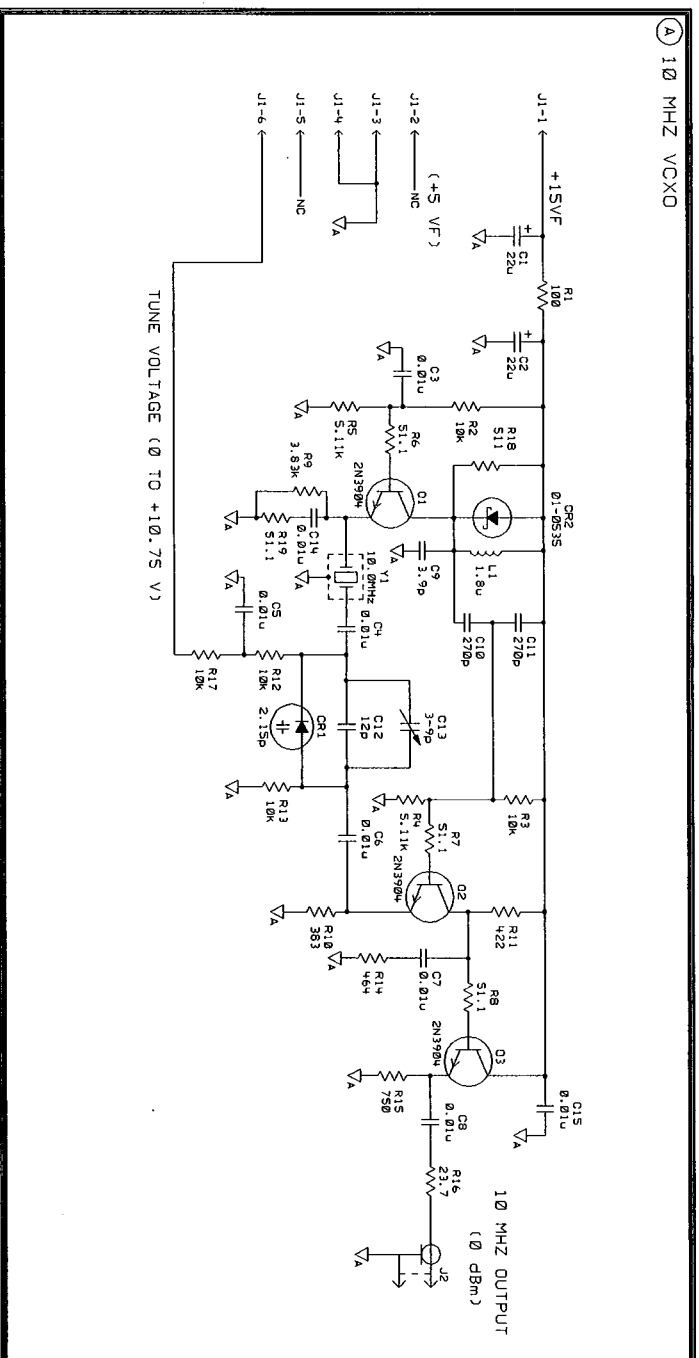 A 10 MHZ VCXO
J1-1
+15VF
C1
22u
R1
100
C2
22u
J1-2
NC
(+5 VF)
J1-3
J1-4
J1-5
NC
J1-6
TUNE VOLTAGE (0 TO +10.75 V)
A
A
A
C3
0.01u
A
R2
10k
R5
5.11K
A
R6
51.1
Q1
2N3904
R18
511
CR2
01-0535
L1
1.8u
C9
3.9p
A
C11
270p
C10
270p
R9
3.83k
C14
0.01u
R19
51.1
A
Y1
10.0MHz
A
C4
0.01u
C5
0.01u
A
R12
10k
R17
10k
C13
3-9p
C12
12p
CR1
2.15p
R13
10k
A
C6
0.01u
R3
10k
R4
5.11K
A
R7
51.1
Q2
2N3904
R11
422
R10
383
A
C7
0.01u
R14
464
A
R8
51.1
Q3
2N3904
R15
750
A
C15
0.01u
A
C8
0.01u
R16
23.7
10 MHZ OUTPUT
(0 dBm)
J2
A